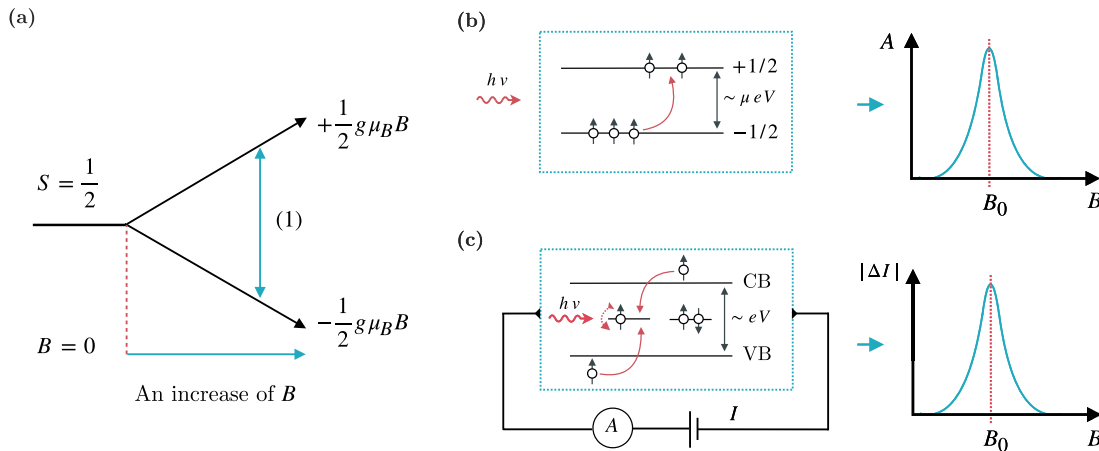 (a)
S = 1/2
+1/2 gμ_B B
(1)
−1/2 gμ_B B
B = 0
An increase of B
(b)
hν
+1/2
∼ μ eV
−1/2
A
B₀
B
(c)
hν
CB
∼ eV
VB
A
I
|ΔI|
B₀
B